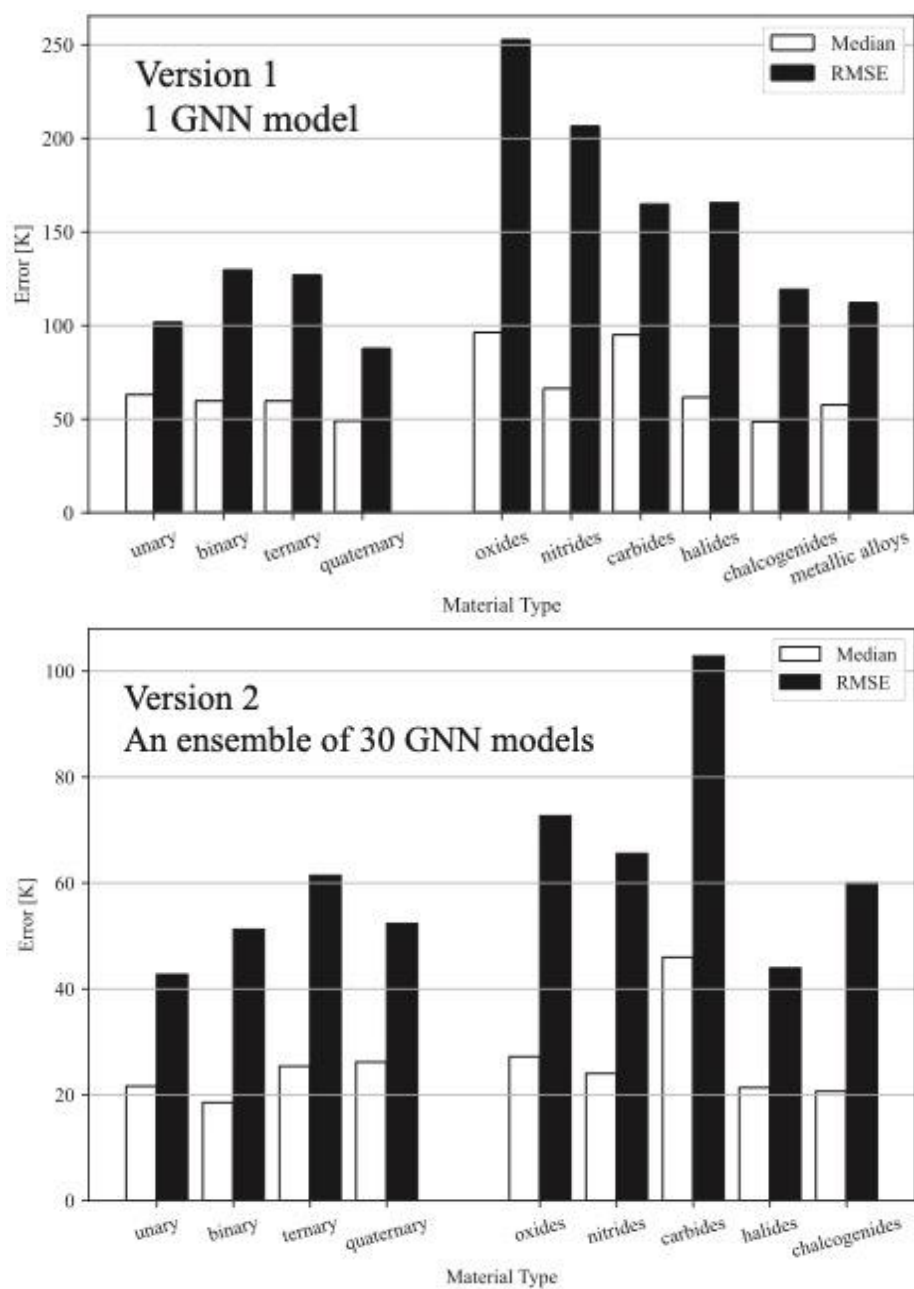 250
200
150
100
50
0
Error [K]
Version 1
1 GNN model
Median
RMSE
unary
binary
ternary
quaternary
oxides
nitrides
carbides
halides
chalcogenides
metallic alloys
Material Type
100
80
60
40
20
0
Error [K]
Version 2
An ensemble of 30 GNN models
Median
RMSE
unary
binary
ternary
quaternary
oxides
nitrides
carbides
halides
chalcogenides
Material Type